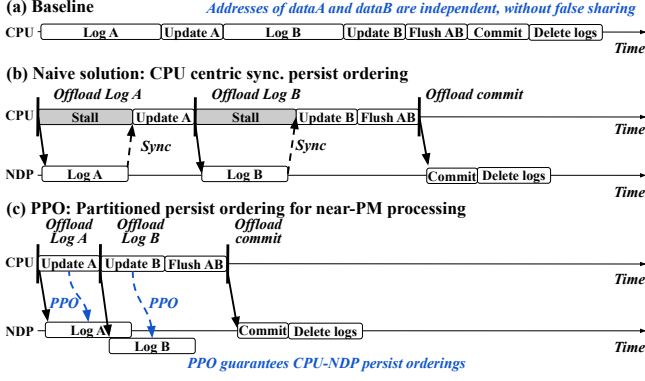 (a) Baseline
Addresses of dataA and dataB are independent, without false sharing
CPU Log A Update A Log B Update B Flush AB Commit Delete logs
Time
(b) Naive solution: CPU centric sync. persist ordering
Offload Log A Offload Log B Offload commit
CPU Stall Update A Stall Update B Flush AB
Sync Sync Time
NDP Log A Log B Commit Delete logs
Time
(c) PPO: Partitioned persist ordering for near-PM processing
Offload Offload Offload
Log A Log B commit
CPU Update A Update B Flush AB
Time
PPO PPO
NDP Log A Commit Delete logs
Log B Time
PPO guarantees CPU-NDP persist orderings